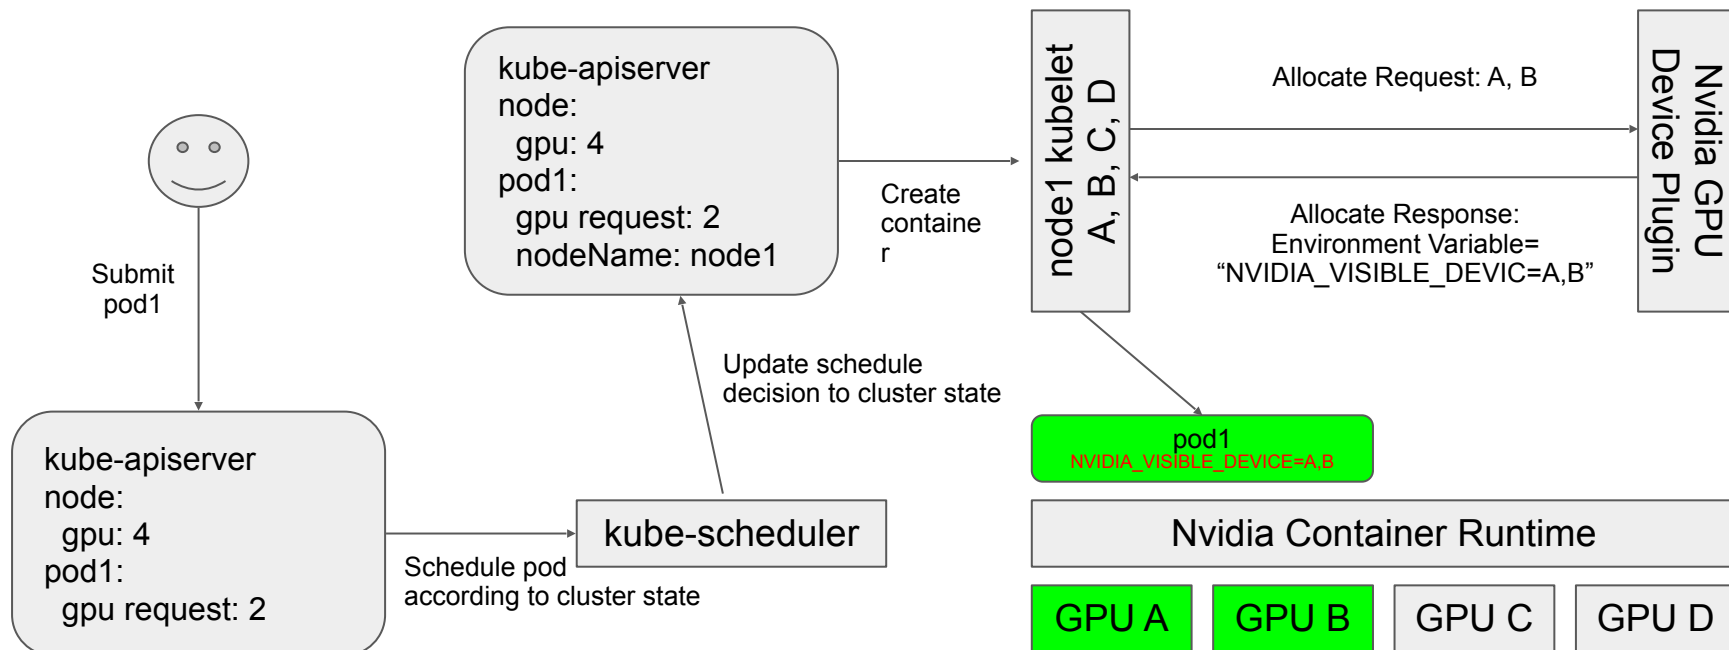 Submit
pod1
kube-apiserver
node:
gpu: 4
pod1:
gpu request: 2
Schedule pod
according to cluster state
kube-scheduler
Update schedule
decision to cluster state
kube-apiserver
node:
gpu: 4
pod1:
gpu request: 2
nodeName: node1
Create
containe
r
node1 kubelet
A, B, C, D
Allocate Request: A, B
Allocate Response:
Environment Variable=
“NVIDIA_VISIBLE_DEVIC=A,B”
Nvidia GPU
Device Plugin
pod1
NVIDIA_VISIBLE_DEVICE=A,B
Nvidia Container Runtime
GPU A
GPU B
GPU C
GPU D